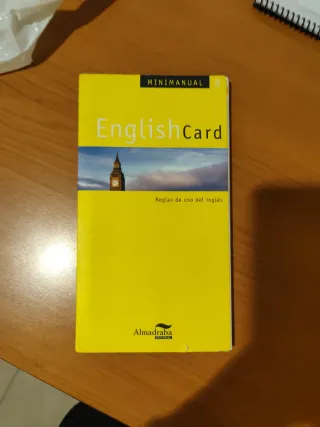 MINIMANUAL
EnglishCard
Reglas de uso del inglés
Almadraba